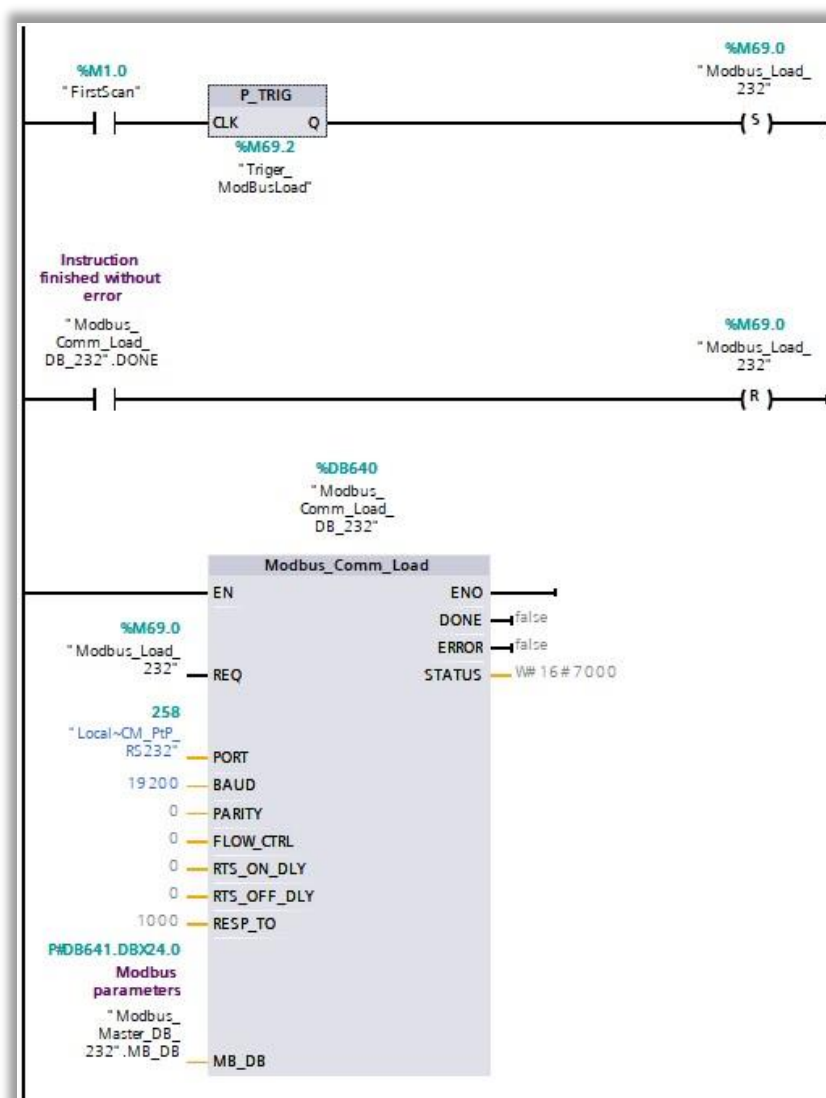 %M69.0
%M1.0
"Modbus_Load_
"FirstScan"
232"
P_TRIG
CLK Q
S
%M69.2
"Triger_
ModBusLoad"
Instruction
finished without
error
"Modbus_
Comm_Load_
DB_232".DONE
%M69.0
"Modbus_Load_
232"
R
%DB640
"Modbus_
Comm_Load_
DB_232"
Modbus_Comm_Load
EN ENO
DONE false
%M69.0
ERROR false
"Modbus_Load_
232" REQ STATUS W#16#7000
258
"Local~CM_PtP_
RS232" PORT
19200 BAUD
0 PARITY
0 FLOW_CTRL
0 RTS_ON_DLY
0 RTS_OFF_DLY
1000 RESP_TO
P#DB641.DBX24.0
Modbus
parameters
"Modbus_
Master_DB_
232".MB_DB MB_DB